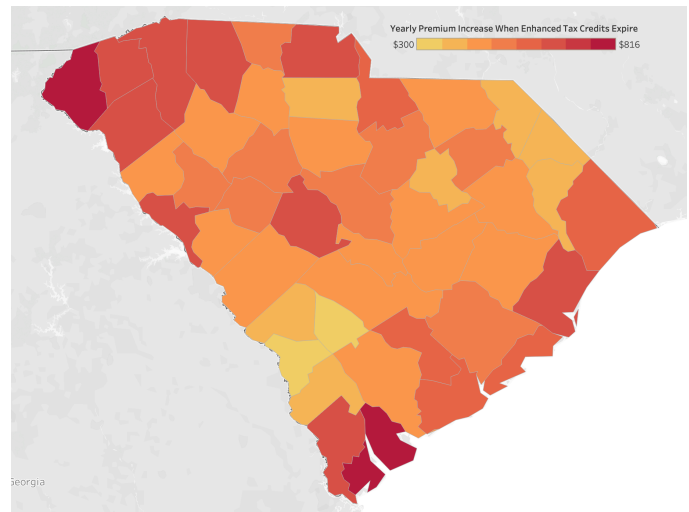 Yearly Premium Increase When Enhanced Tax Credits Expire
$300 $816
Georgia